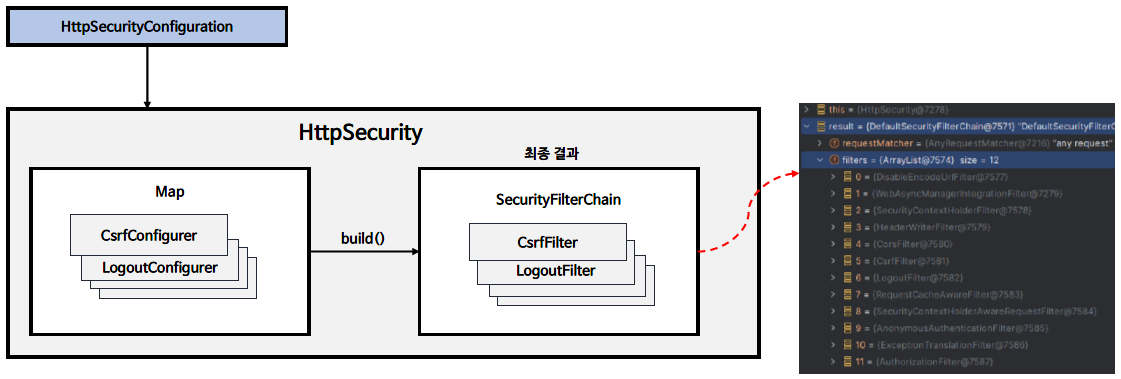 HttpSecurityConfiguration
HttpSecurity
최종 결과
Map
CsrfConfigurer
LogoutConfigurer
build()
SecurityFilterChain
CsrfFilter
LogoutFilter
this = {HttpSecurity@7278}
result = {DefaultSecurityFilterChain@7571} "DefaultSecurityFilterC
requestMatcher = {AnyRequestMatcher@7216} "any request"
filters = {ArrayList@7574} size = 12
0 = {DisableEncodeUrlFilter@7577}
1 = {WebAsyncManagerIntegrationFilter@7279}
2 = {SecurityContextHolderFilter@7578}
3 = {HeaderWriterFilter@7579}
4 = {CorsFilter@7580}
5 = {CsrfFilter@7581}
6 = {LogoutFilter@7582}
7 = {RequestCacheAwareFilter@7583}
8 = {SecurityContextHolderAwareRequestFilter@7584}
9 = {AnonymousAuthenticationFilter@7585}
10 = {ExceptionTranslationFilter@7586}
11 = {AuthorizationFilter@7587}